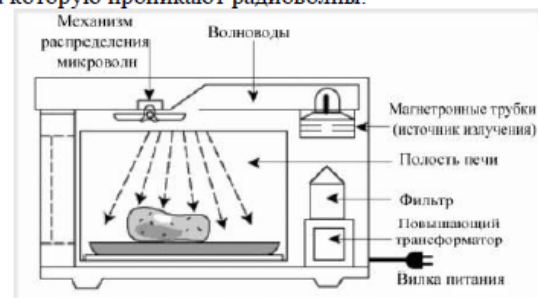 которую проникают радиоволны.
Механизм
распределения
микроволн
Волноводы
Магнетронные трубки
(источник излучения)
Полость печи
Фильтр
Повышающий
трансформатор
Вилка питания